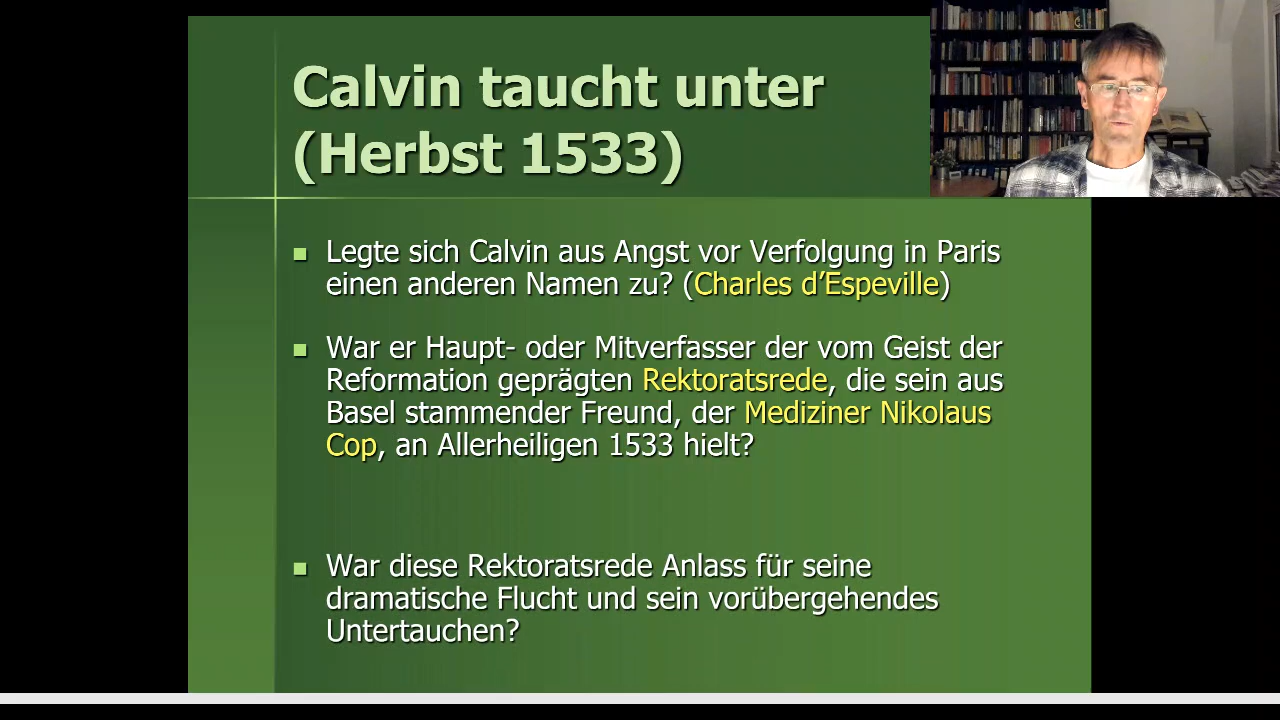 Calvin taucht unter
(Herbst 1533)
Legte sich Calvin aus Angst vor Verfolgung in Paris
einen anderen Namen zu? (Charles d’Espeville)
War er Haupt- oder Mitverfasser der vom Geist der
Reformation geprägten Rektoratsrede, die sein aus
Basel stammender Freund, der Mediziner Nikolaus
Cop, an Allerheiligen 1533 hielt?
War diese Rektoratsrede Anlass für seine
dramatische Flucht und sein vorübergehendes
Untertauchen?